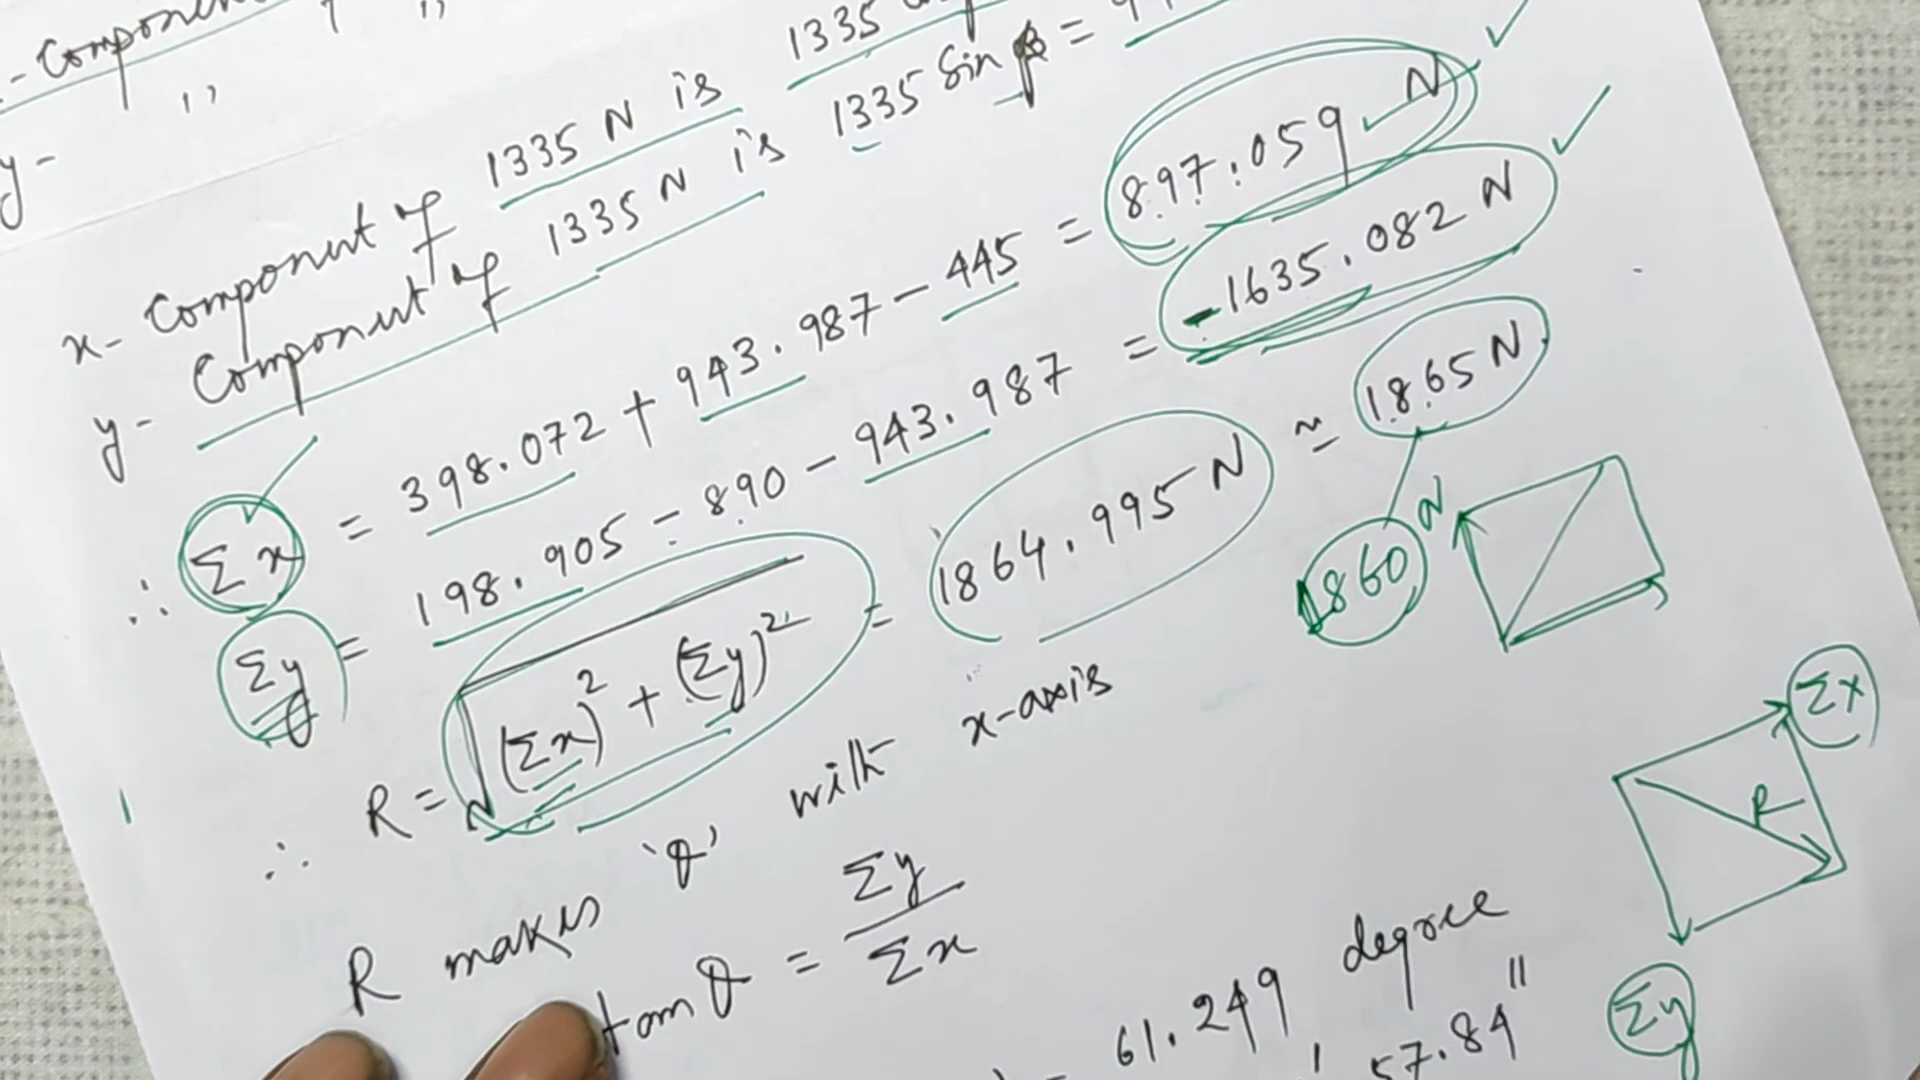 - Component
y- " "
x- Component of 1335 N is 1335
y- Component of 1335 N is 1335 Sin β =
∴ Σx = 398.072 + 943.987 - 445 = 897.059 N
Σy = 198.905 - 890 - 943.987 = -1635.082 N
∴ R = √(Σx)² + (Σy)² = 1864.995 N ≃ 1865 N
1860 N
R makes 'θ' with x-axis
tan θ = Σy / Σx
61.249 degree
57.84"
Σx
R
Σy